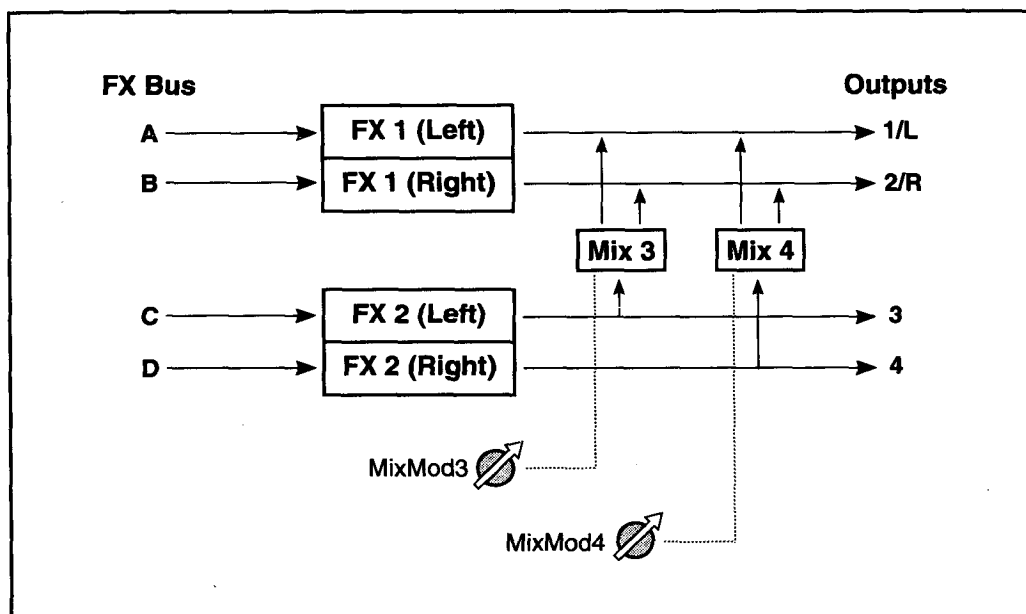 FX Bus
Outputs
A
FX 1 (Left)
1/L
B
FX 1 (Right)
2/R
Mix 3
Mix 4
C
FX 2 (Left)
3
D
FX 2 (Right)
4
MixMod3
MixMod4